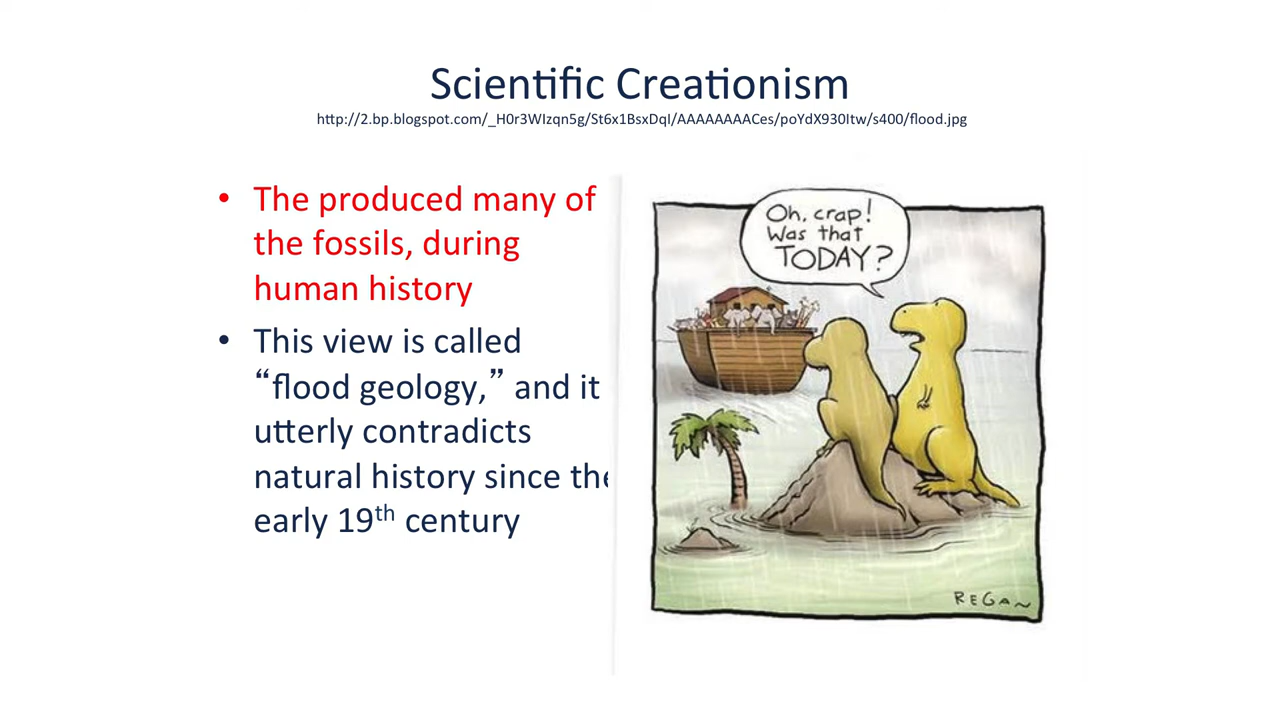 Scientific Creationism
http://2.bp.blogspot.com/_H0r3WIzqn5g/St6x1BsxDqI/AAAAAAAACes/poYdX930Itw/s400/flood.jpg
• The produced many of
the fossils, during
human history
• This view is called
“flood geology,” and it
utterly contradicts
natural history since the
early 19th century
Oh, crap!
Was that
TODAY?
REGAN